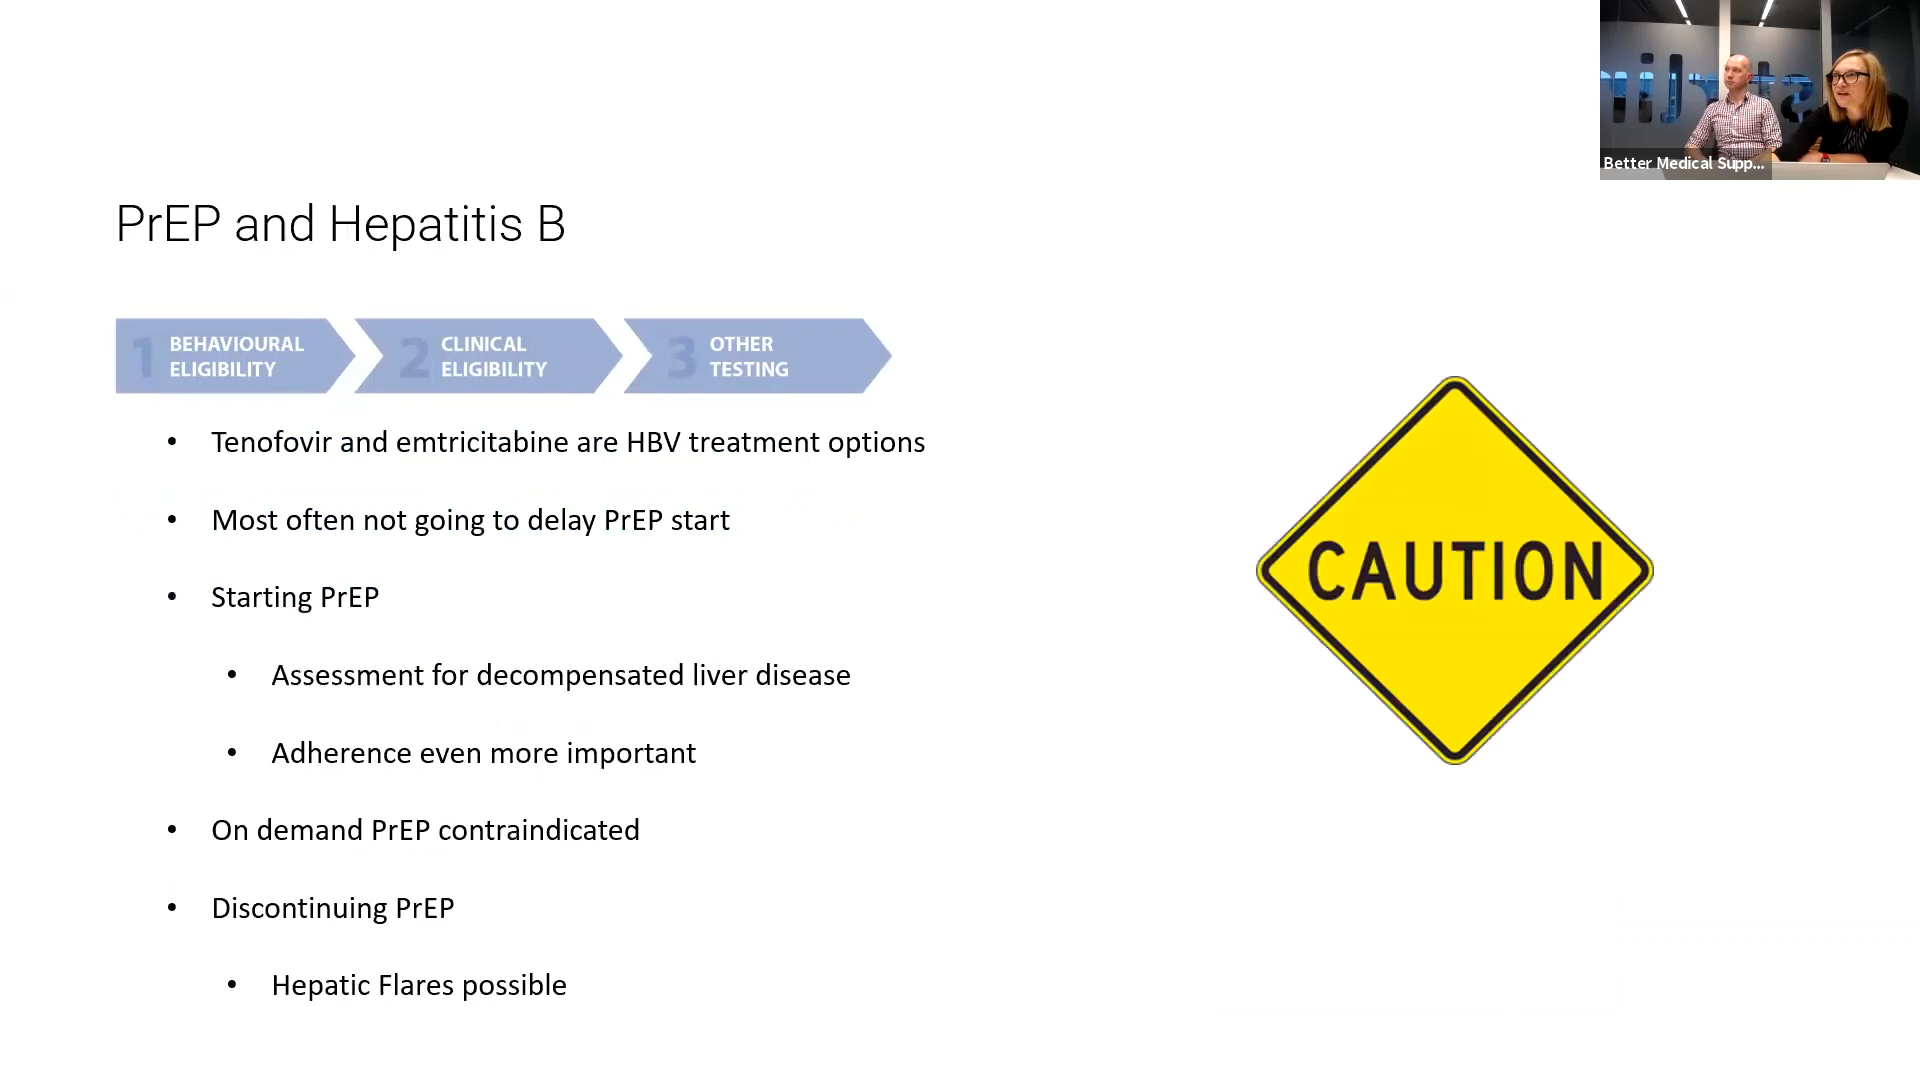 Better Medical Supp...
PrEP and Hepatitis B
1 BEHAVIOURAL
ELIGIBILITY
2 CLINICAL
ELIGIBILITY
3 OTHER
TESTING
• Tenofovir and emtricitabine are HBV treatment options
• Most often not going to delay PrEP start
• Starting PrEP
• Assessment for decompensated liver disease
• Adherence even more important
• On demand PrEP contraindicated
• Discontinuing PrEP
• Hepatic Flares possible
CAUTION